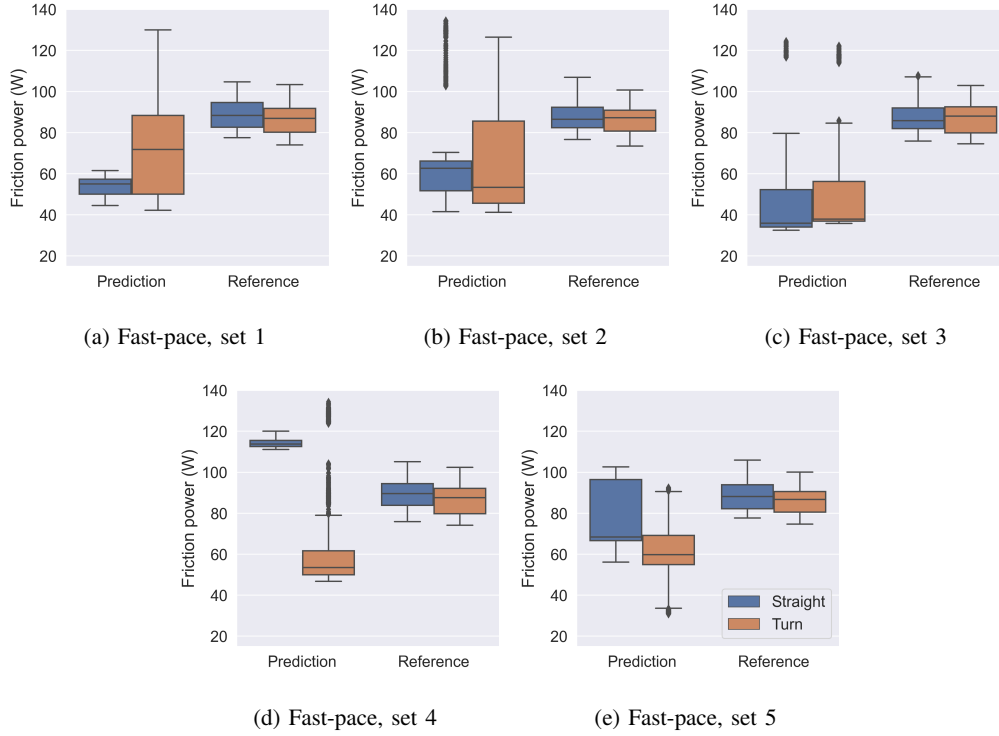 140
120
100
80
60
40
20
Friction power (W)
Prediction Reference
(a) Fast-pace, set 1
140
120
100
80
60
40
20
Friction power (W)
Prediction Reference
(b) Fast-pace, set 2
140
120
100
80
60
40
20
Friction power (W)
Prediction Reference
(c) Fast-pace, set 3
140
120
100
80
60
40
20
Friction power (W)
Prediction Reference
(d) Fast-pace, set 4
140
120
100
80
60
40
20
Friction power (W)
Straight
Turn
Prediction Reference
(e) Fast-pace, set 5